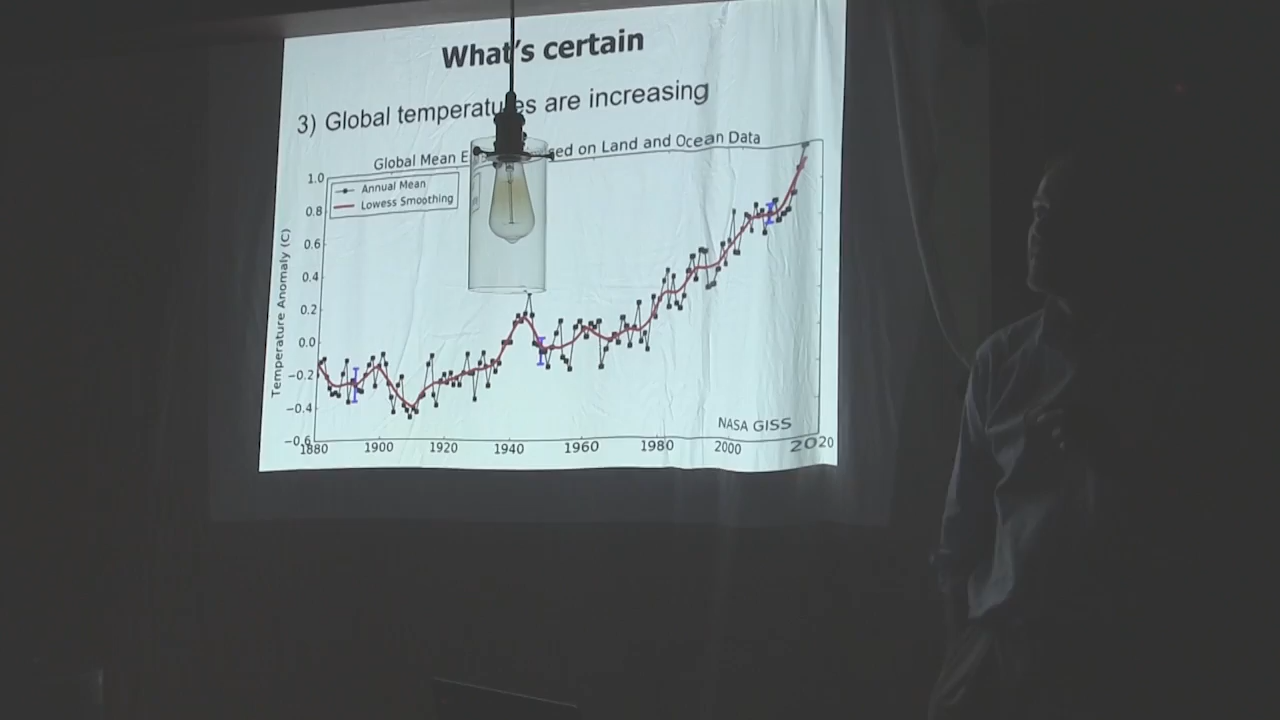 What's certain
3) Global temperatures are increasing
Global Mean E sed on Land and Ocean Data
Annual Mean
Lowess Smoothing
Temperature Anomaly (C)
1.0
0.8
0.6
0.4
0.2
0.0
−0.2
−0.4
−0.6
NASA GISS
1880 1900 1920 1940 1960 1980 2000 2020